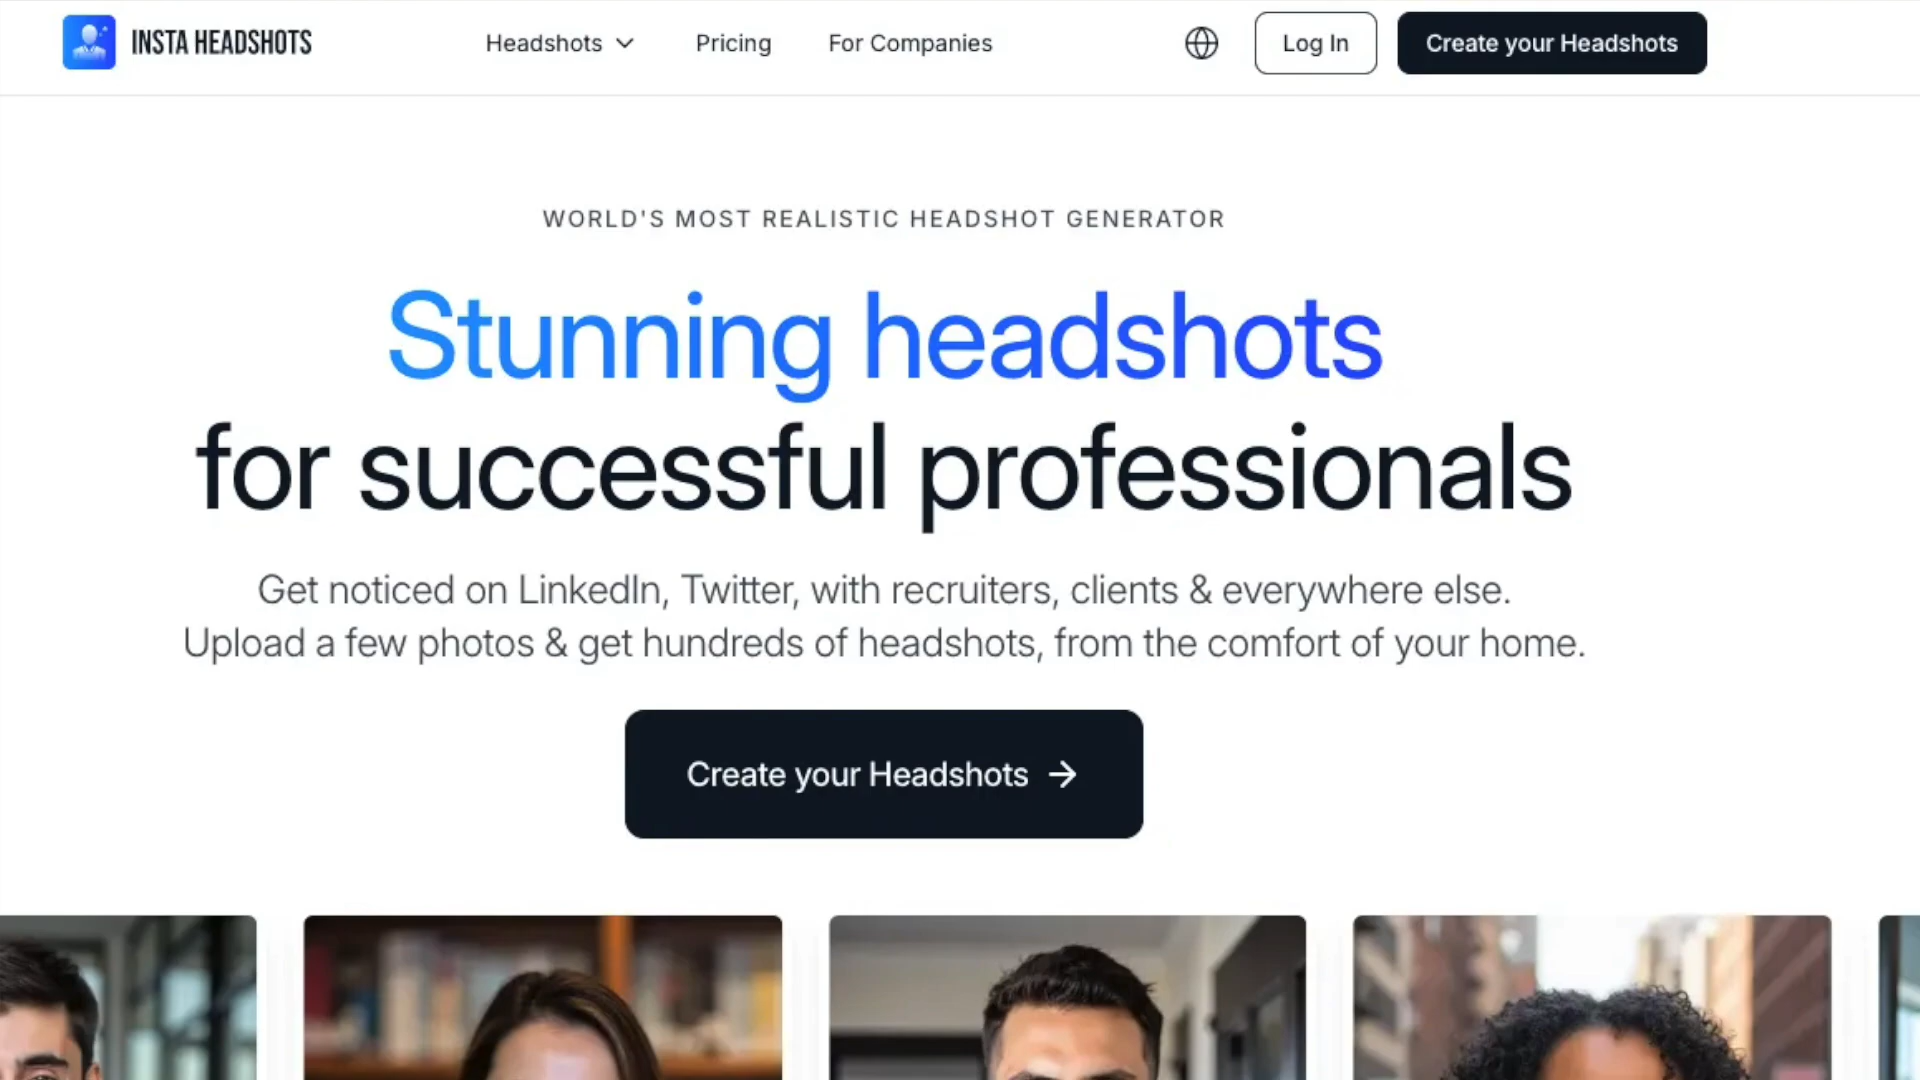 INSTA HEADSHOTS
Headshots
Pricing
For Companies
Log In
Create your Headshots
WORLD'S MOST REALISTIC HEADSHOT GENERATOR
Stunning headshots
for successful professionals
Get noticed on LinkedIn, Twitter, with recruiters, clients & everywhere else.
Upload a few photos & get hundreds of headshots, from the comfort of your home.
Create your Headshots →